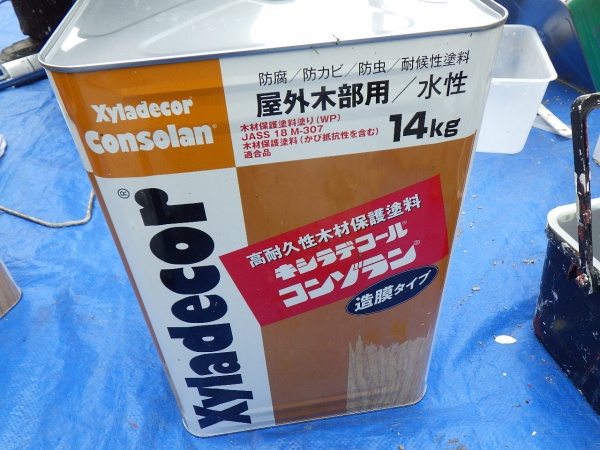 防腐／防カビ／防虫／耐候性塗料
屋外木部用／水性
Xyladecor®
Consolan®
木材保護塗料塗り(WP)
JASS 18 M-307
木材保護塗料(かび抵抗性を含む)
適合品
14kg
Xyladecor®
高耐久性木材保護塗料
キシラデコール®
コンゾラン®
造膜タイプ